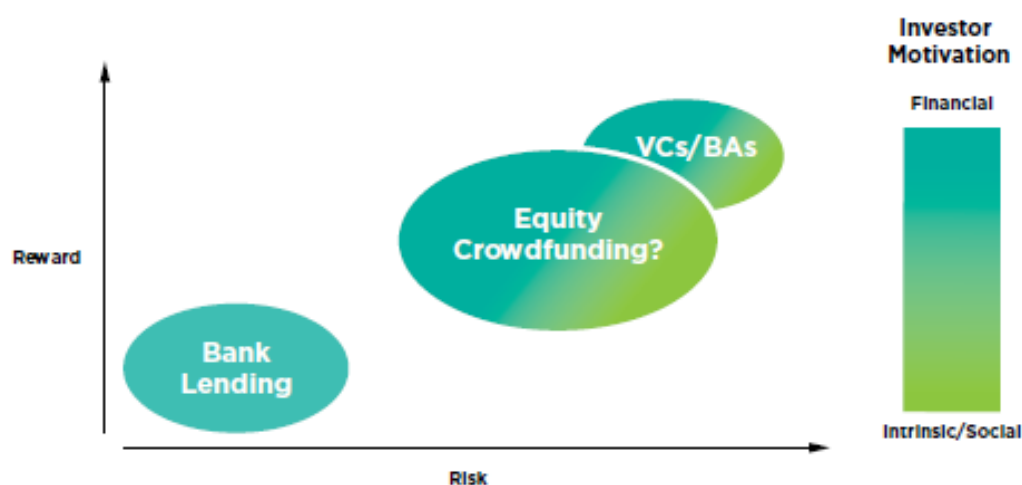 Investor
Motivation
Financial
VCs/BAs
Equity
Crowdfunding?
Reward
Bank
Lending
Intrinsic/Social
Risk